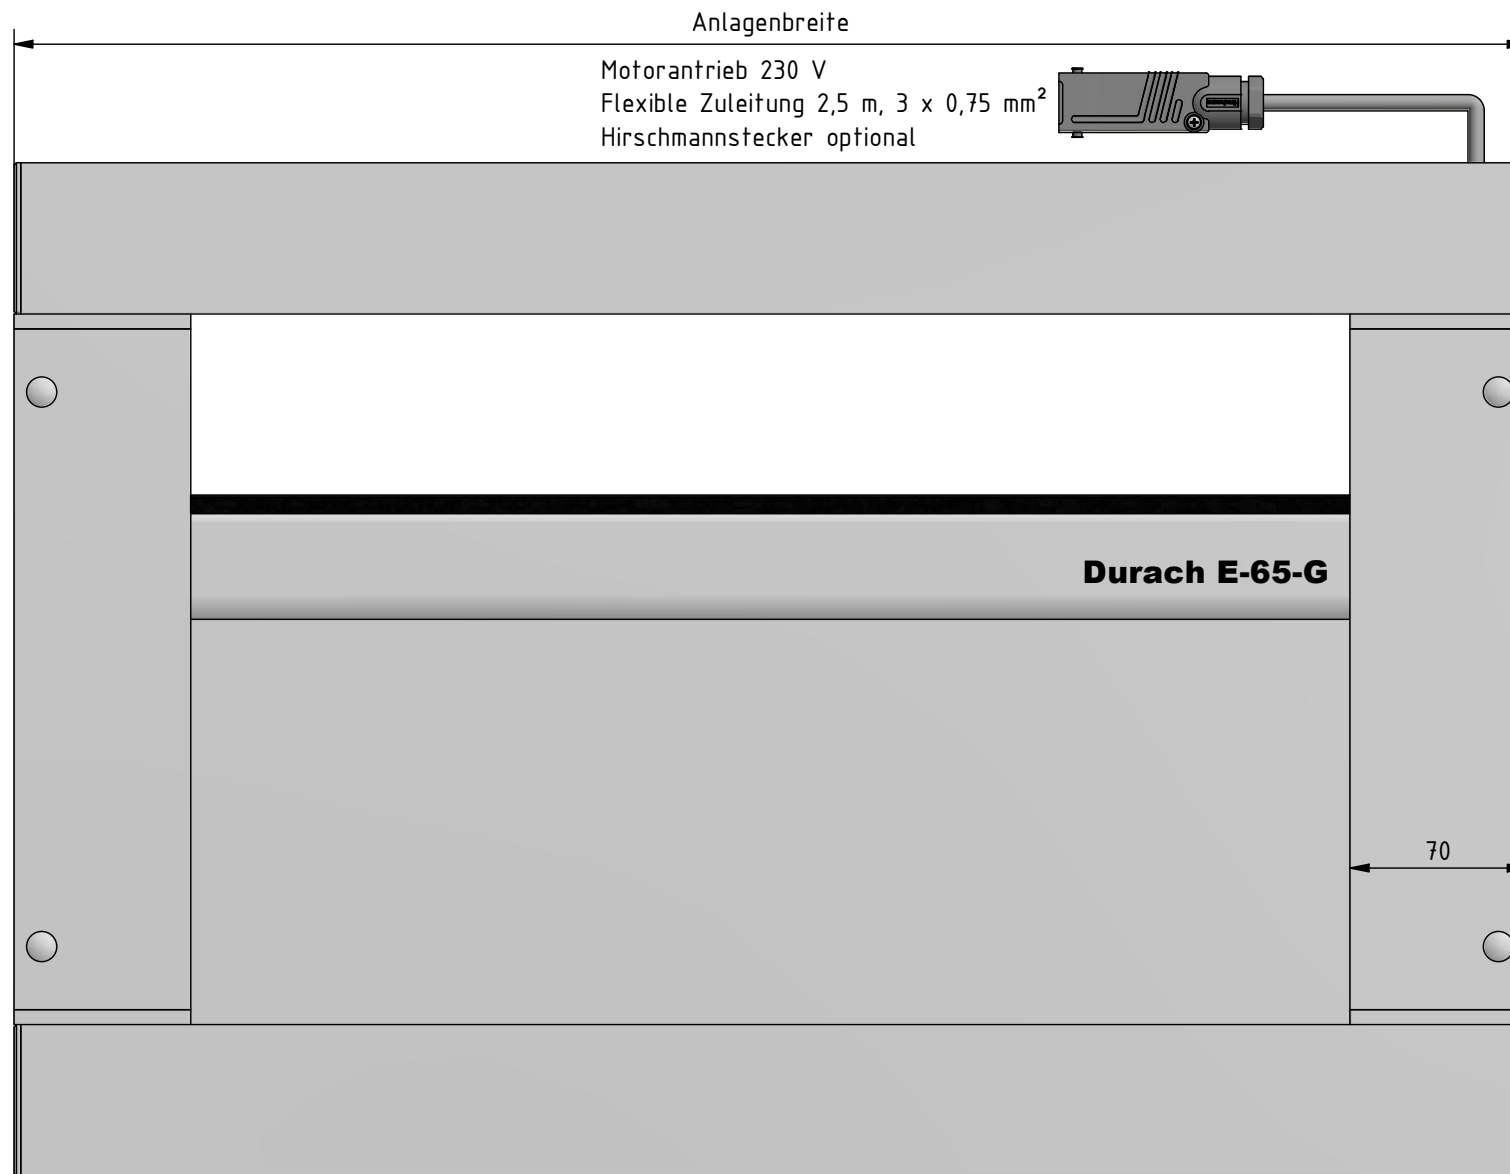 Anlagenbreite
Motorantrieb 230 V
Flexible Zuleitung 2,5 m, 3 x 0,75 mm²
Hirschmannstecker optional
Durach E-65-G
70